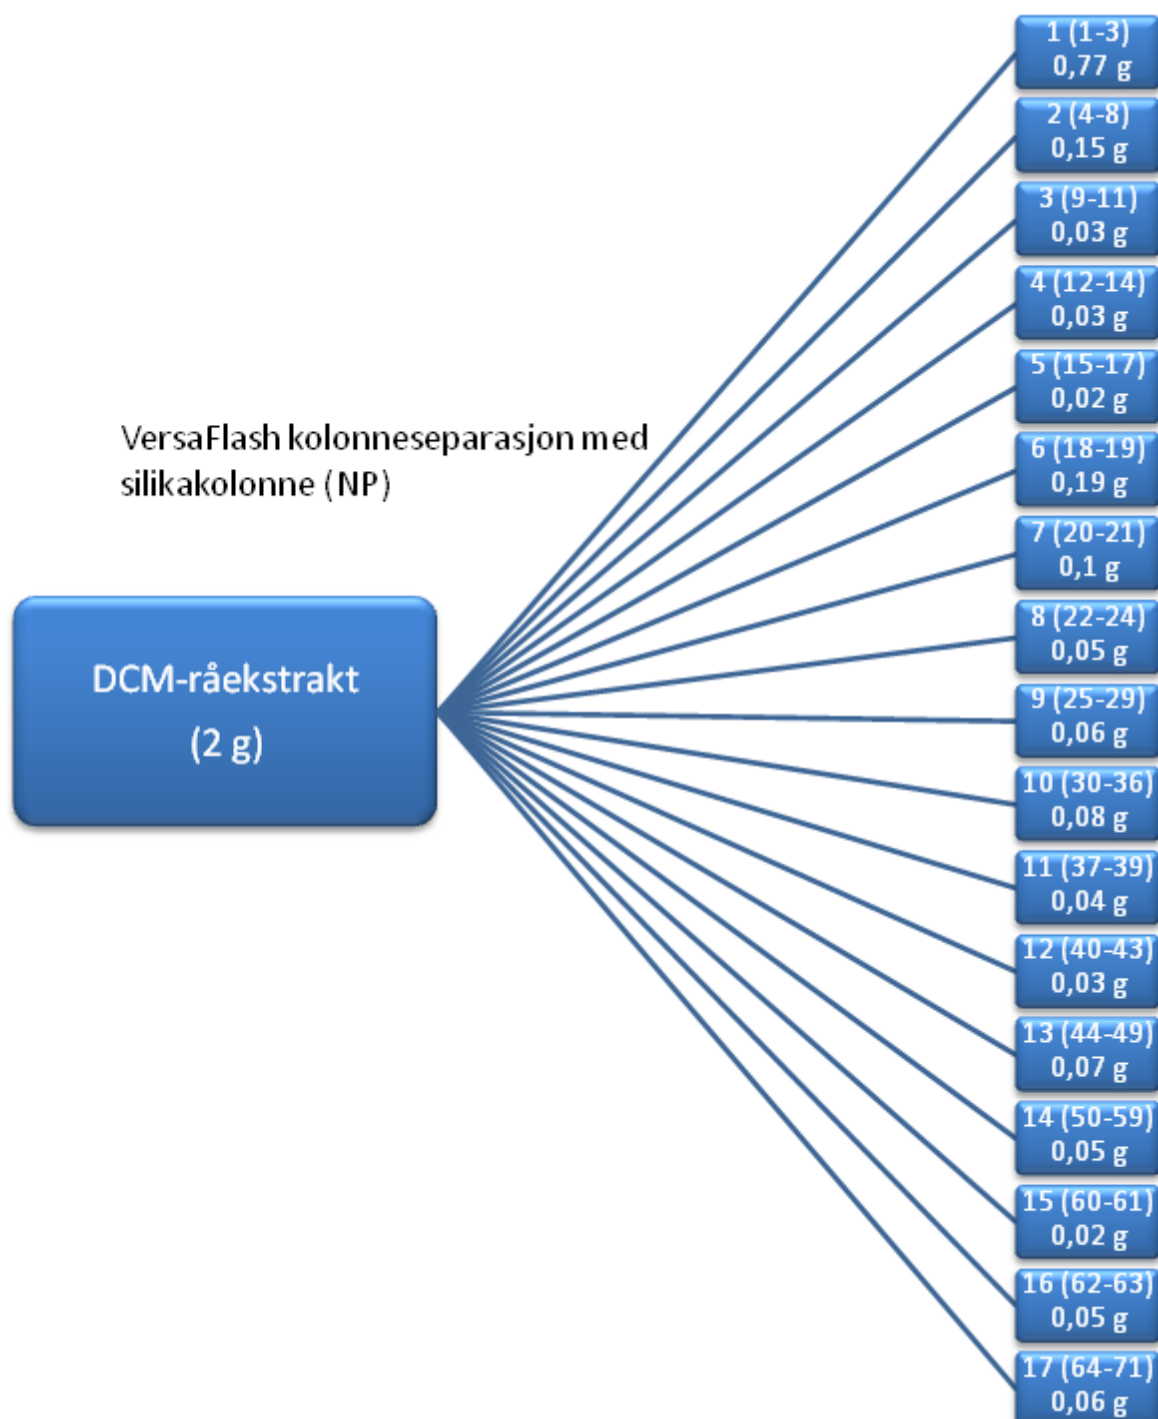 1 (1-3)
0,77 g
2 (4-8)
0,15 g
3 (9-11)
0,03 g
4 (12-14)
0,03 g
5 (15-17)
0,02 g
6 (18-19)
0,19 g
7 (20-21)
0,1 g
8 (22-24)
0,05 g
9 (25-29)
0,06 g
10 (30-36)
0,08 g
11 (37-39)
0,04 g
12 (40-43)
0,03 g
13 (44-49)
0,07 g
14 (50-59)
0,05 g
15 (60-61)
0,02 g
16 (62-63)
0,05 g
17 (64-71)
0,06 g
VersaFlash kolonneseparasjon med
silikakolonne (NP)
DCM-råekstrakt
(2 g)